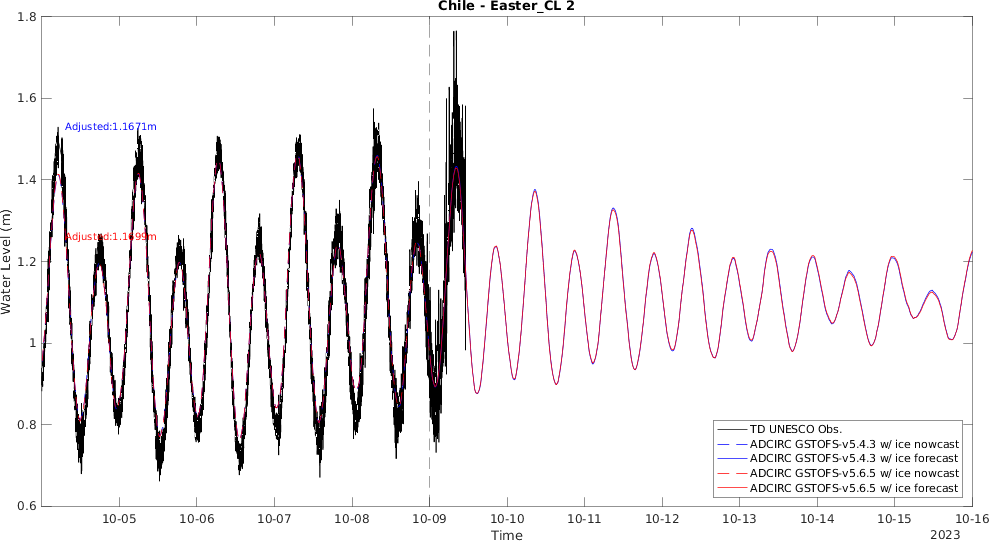 Chile - Easter_CL 2
1.8
1.6
1.4
1.2
1
0.8
0.6
Water Level (m)
Adjusted:1.1671m
Adjusted:1.1699m
TD UNESCO Obs.
ADCIRC GSTOFS-v5.4.3 w/ ice nowcast
ADCIRC GSTOFS-v5.4.3 w/ ice forecast
ADCIRC GSTOFS-v5.6.5 w/ ice nowcast
ADCIRC GSTOFS-v5.6.5 w/ ice forecast
10-05 10-06 10-07 10-08 10-09 10-10 10-11 10-12 10-13 10-14 10-15 10-16
Time
2023